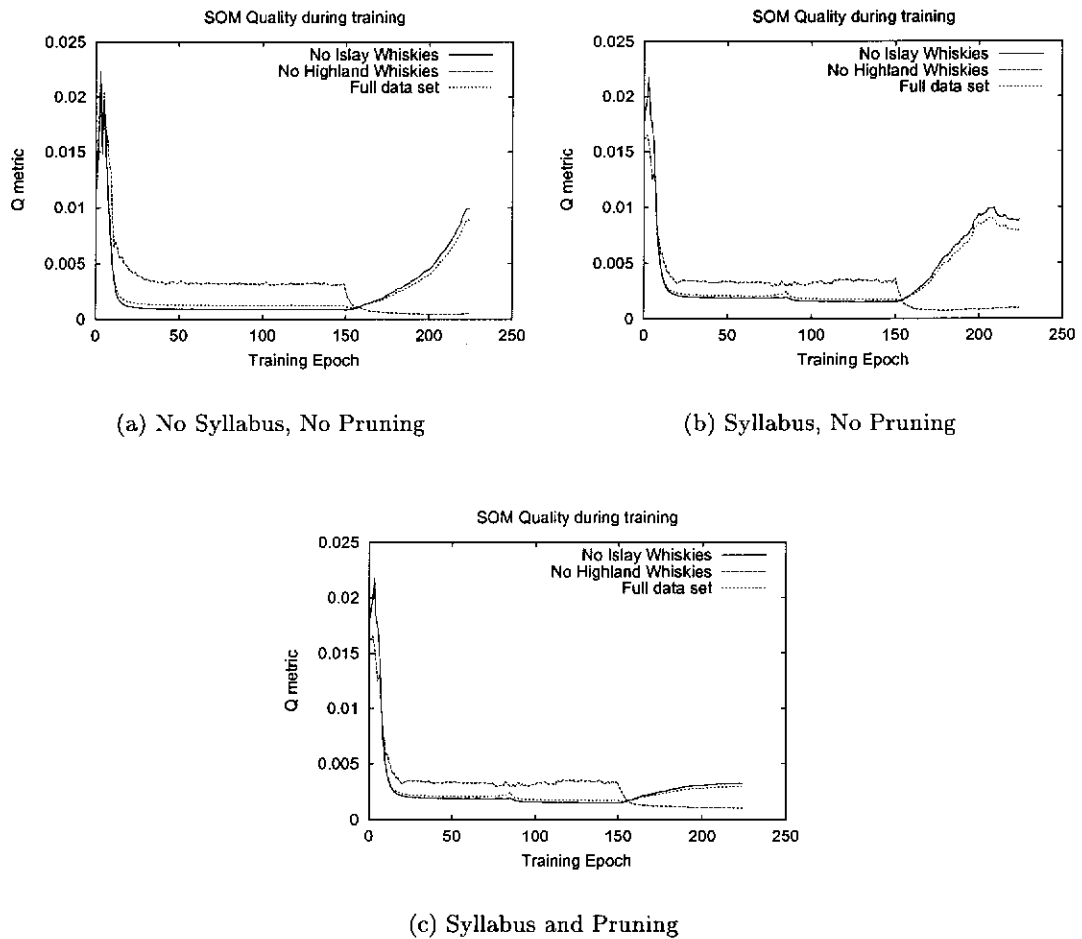 SOM Quality during training
0.025
0.02
0.015
0.01
0.005
0
Q metric
No Islay Whiskies
No Highland Whiskies
Full data set
0 50 100 150 200 250
Training Epoch
(a) No Syllabus, No Pruning
SOM Quality during training
0.025
0.02
0.015
0.01
0.005
0
Q metric
No Islay Whiskies
No Highland Whiskies
Full data set
0 50 100 150 200 250
Training Epoch
(b) Syllabus, No Pruning
SOM Quality during training
0.025
0.02
0.015
0.01
0.005
0
Q metric
No Islay Whiskies
No Highland Whiskies
Full data set
0 50 100 150 200 250
Training Epoch
(c) Syllabus and Pruning